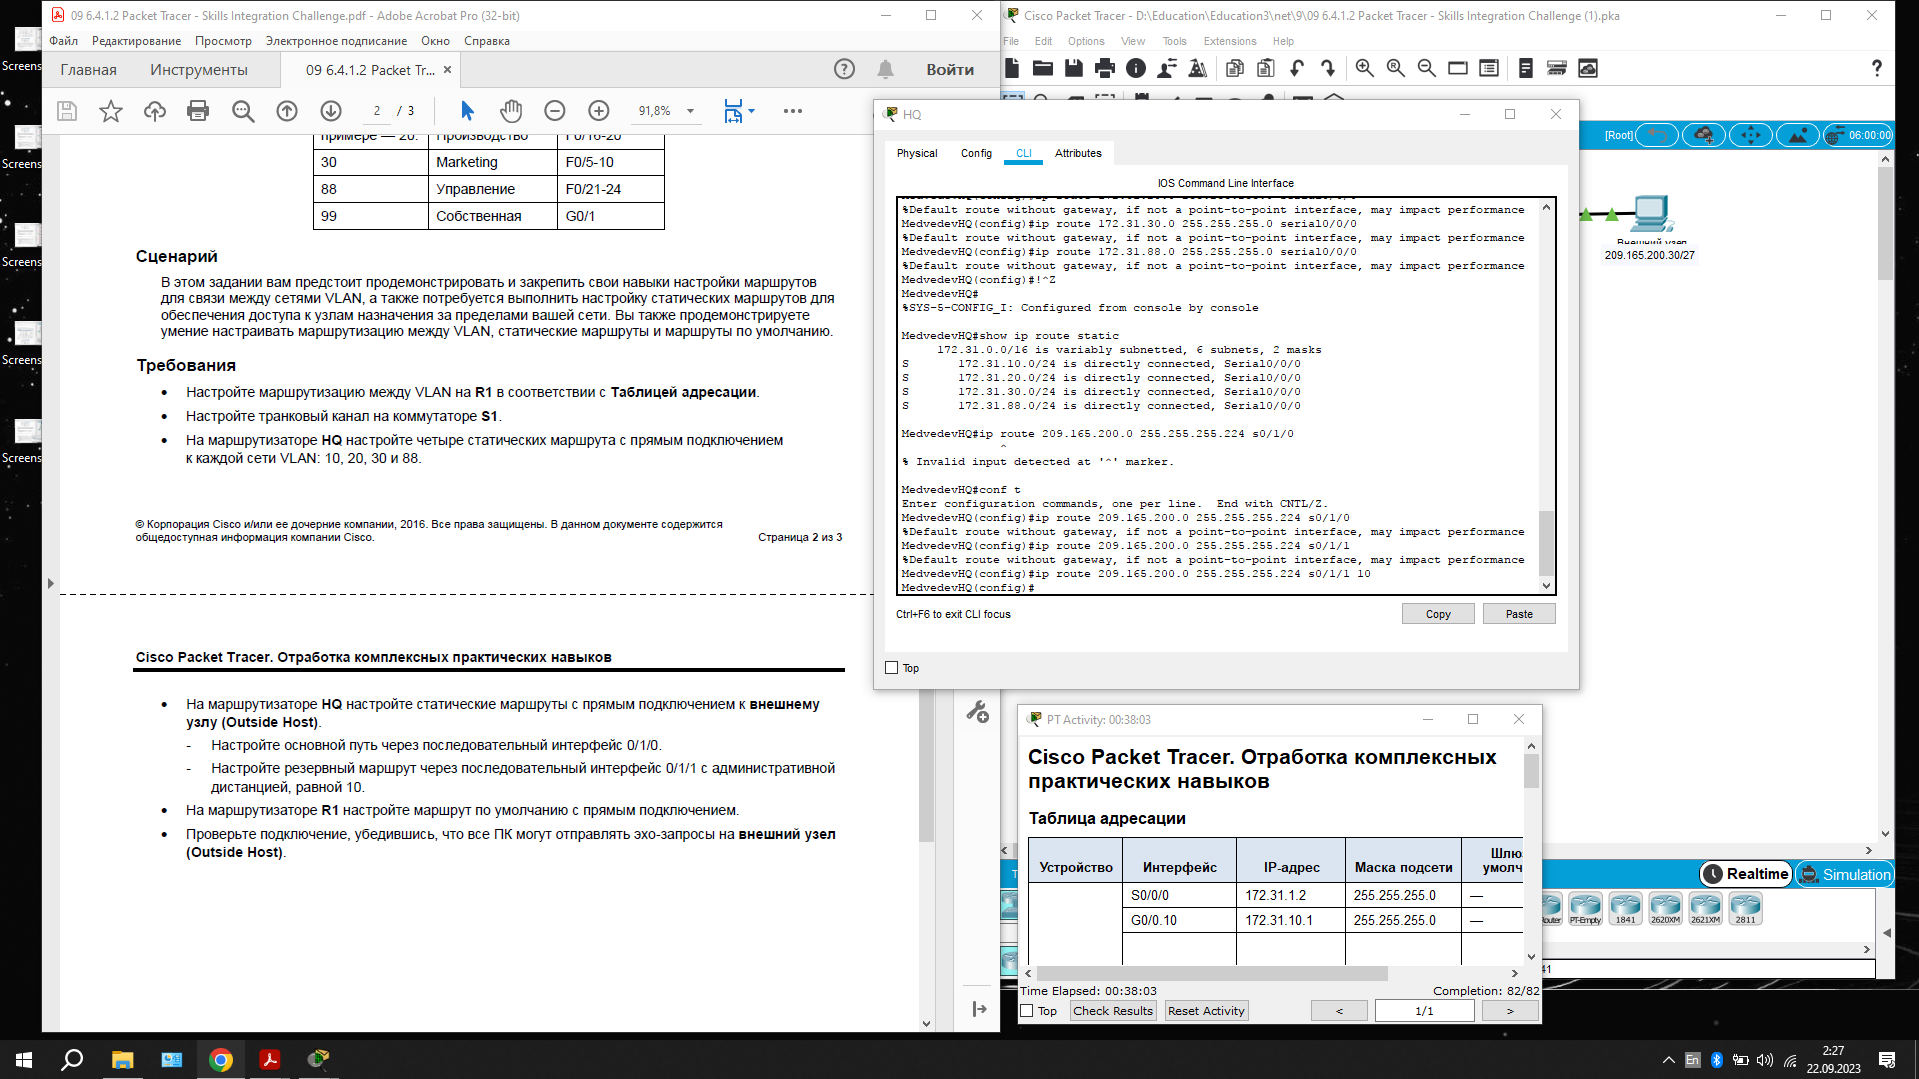 09 6.4.1.2 Packet Tracer - Skills Integration Challenge.pdf - Adobe Acrobat Pro (32-bit)
Файл Редактирование Просмотр Электронное подписание Окно Справка
Главная Инструменты 09 6.4.1.2 Packet Tr... Войти
2 / 3 91,8%
примере — 20. Производство F0/16-20
30 Marketing F0/5-10
88 Управление F0/21-24
99 Собственная G0/1
Сценарий
В этом задании вам предстоит продемонстрировать и закрепить свои навыки настройки маршрутов
для связи между сетями VLAN, а также потребуется выполнить настройку статических маршрутов для
обеспечения доступа к узлам назначения за пределами вашей сети. Вы также продемонстрируете
умение настраивать маршрутизацию между VLAN, статические маршруты и маршруты по умолчанию.
Требования
• Настройте маршрутизацию между VLAN на R1 в соответствии с Таблицей адресации.
• Настройте транковый канал на коммутаторе S1.
• На маршрутизаторе HQ настройте четыре статических маршрута с прямым подключением
к каждой сети VLAN: 10, 20, 30 и 88.
© Корпорация Cisco и/или ее дочерние компании, 2016. Все права защищены. В данном документе содержится
общедоступная информация компании Cisco. Страница 2 из 3
Cisco Packet Tracer. Отработка комплексных практических навыков
• На маршрутизаторе HQ настройте статические маршруты с прямым подключением к внешнему
узлу (Outside Host).
- Настройте основной путь через последовательный интерфейс 0/1/0.
- Настройте резервный маршрут через последовательный интерфейс 0/1/1 с административной
дистанцией, равной 10.
• На маршрутизаторе R1 настройте маршрут по умолчанию с прямым подключением.
• Проверьте подключение, убедившись, что все ПК могут отправлять эхо-запросы на внешний узел
(Outside Host).
Screens
Screens
Screens
Screens
Screens
Screens
Cisco Packet Tracer - D:\Education\Education3\net\9\09 6.4.1.2 Packet Tracer - Skills Integration Challenge (1).pka
File Edit Options View Tools Extensions Help
[Root] 06:00:00
Внешний узел
209.165.200.30/27
HQ
Physical Config CLI Attributes
IOS Command Line Interface
%Default route without gateway, if not a point-to-point interface, may impact performance
MedvedevHQ(config)#ip route 172.31.30.0 255.255.255.0 serial0/0/0
%Default route without gateway, if not a point-to-point interface, may impact performance
MedvedevHQ(config)#ip route 172.31.88.0 255.255.255.0 serial0/0/0
%Default route without gateway, if not a point-to-point interface, may impact performance
MedvedevHQ(config)#!^Z
MedvedevHQ#
%SYS-5-CONFIG_I: Configured from console by console
MedvedevHQ#show ip route static
172.31.0.0/16 is variably subnetted, 6 subnets, 2 masks
S 172.31.10.0/24 is directly connected, Serial0/0/0
S 172.31.20.0/24 is directly connected, Serial0/0/0
S 172.31.30.0/24 is directly connected, Serial0/0/0
S 172.31.88.0/24 is directly connected, Serial0/0/0
MedvedevHQ#ip route 209.165.200.0 255.255.255.224 s0/1/0
^
% Invalid input detected at '^' marker.
MedvedevHQ#conf t
Enter configuration commands, one per line. End with CNTL/Z.
MedvedevHQ(config)#ip route 209.165.200.0 255.255.255.224 s0/1/0
%Default route without gateway, if not a point-to-point interface, may impact performance
MedvedevHQ(config)#ip route 209.165.200.0 255.255.255.224 s0/1/1
%Default route without gateway, if not a point-to-point interface, may impact performance
MedvedevHQ(config)#ip route 209.165.200.0 255.255.255.224 s0/1/1 10
MedvedevHQ(config)#
Ctrl+F6 to exit CLI focus Copy Paste
Top
PT Activity: 00:38:03
Cisco Packet Tracer. Отработка комплексных
практических навыков
Таблица адресации
Устройство Интерфейс IP-адрес Маска подсети
S0/0/0 172.31.1.2 255.255.255.0 —
G0/0.10 172.31.10.1 255.255.255.0 —
Time Elapsed: 00:38:03 Completion: 82/82
Top Check Results Reset Activity < 1/1 >
Realtime Simulation
PT-Empty 1841 2620XM 2621XM 2811
En 2:27
22.09.2023